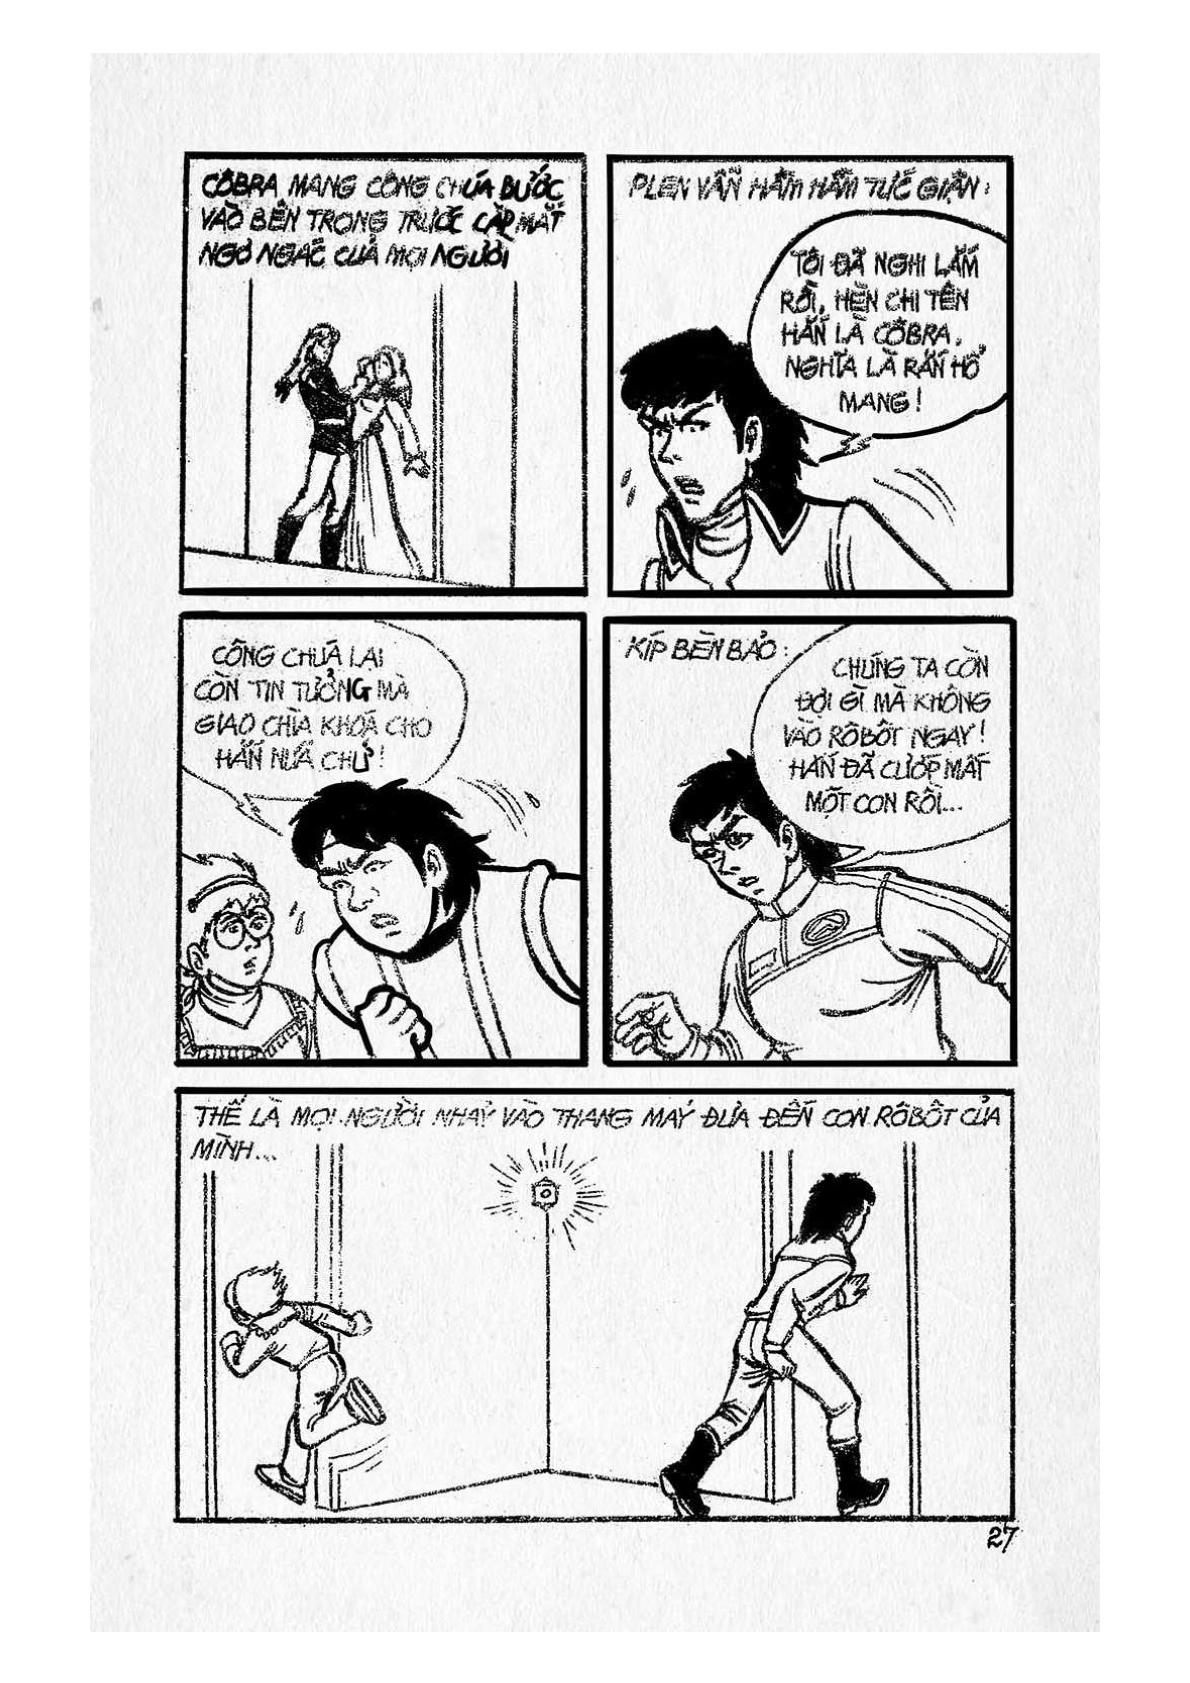 CÔBRA MANG CÔNG CHÚA BƯỚC
VÀO BÊN TRONG TRƯỚC CẶP MẮT
NGƠ NGÁC CỦA MỌI NGƯỜI
PLEN VẪN HẦM HẦM TỨC GIẬN:
TÔI ĐÃ NGHI LẮM
RỒI, HÈN CHI TÊN
HẮN LÀ CÔBRA.
NGHĨA LÀ RẮN HỔ
MANG!
CÔNG CHÚA LẠI
CÒN TIN TƯỞNG MÀ
GIAO CHÌA KHOÁ CHO
HẮN NỮA CHỨ!
KÍP BÈN BẢO:
CHÚNG TA CÒN
ĐỢI GÌ MÀ KHÔNG
VÀO RÔBÔT NGAY!
HẮN ĐÃ CƯỚP MẤT
MỘT CON RỒI...
THẾ LÀ MỌI NGƯỜI NHẢY VÀO THANG MÁY ĐƯA ĐẾN CON RÔBÔT CỦA
MÌNH...
27